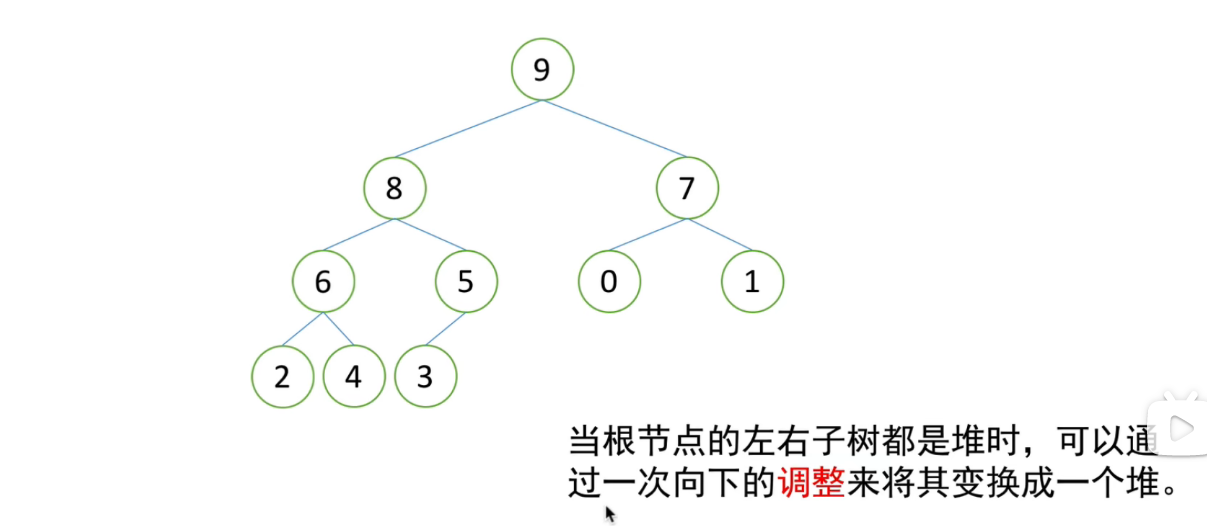 9
8 7
6 5 0 1
2 4 3
当根节点的左右子树都是堆时，可以通
过一次向下的调整来将其变换成一个堆。